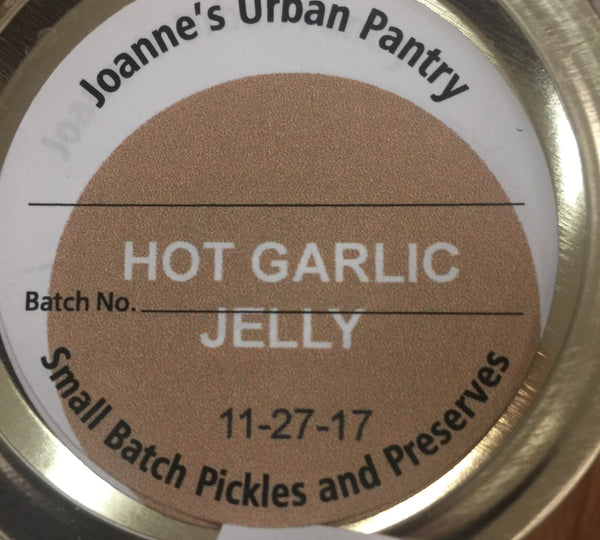 Joanne's Urban Pantry
HOT GARLIC
Batch No.
JELLY
11-27-17
Small Batch Pickles and Preserves